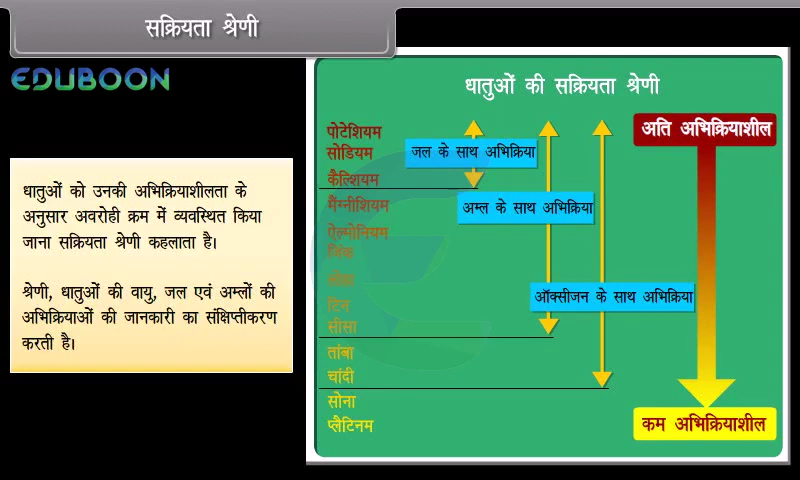 सक्रियता श्रेणी
EDUBOON
धातुओं को उनकी अभिक्रियाशीलता के
अनुसार अवरोही क्रम में व्यवस्थित किया
जाना सक्रियता श्रेणी कहलाता है।
श्रेणी, धातुओं की वायु, जल एवं अम्लों की
अभिक्रियाओं की जानकारी का संक्षिप्तीकरण
करती है।
धातुओं की सक्रियता श्रेणी
पोटेशियम
सोडियम
कैल्शियम
मैग्नीशियम
ऐल्मीनियम
जिंक
लोहा
टिन
सीसा
तांबा
चांदी
सोना
प्लैटिनम
जल के साथ अभिक्रिया
अम्ल के साथ अभिक्रिया
ऑक्सीजन के साथ अभिक्रिया
अति अभिक्रियाशील
कम अभिक्रियाशील